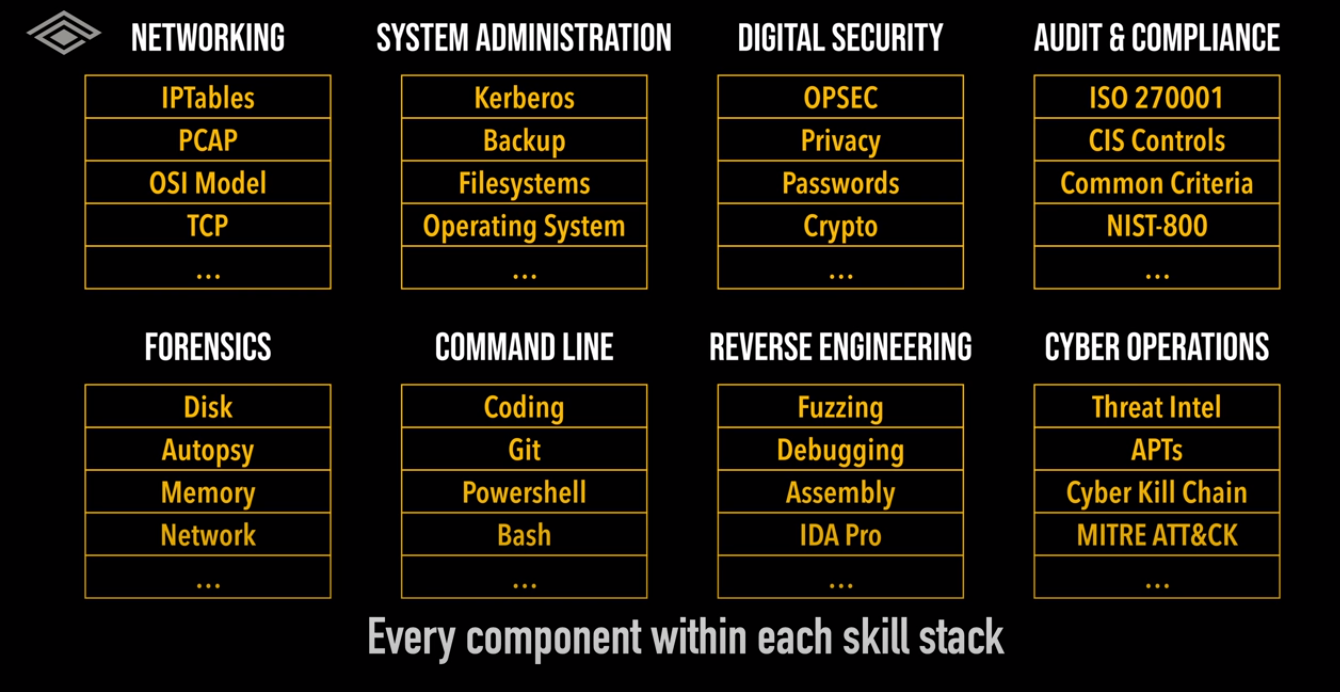 NETWORKING
IPTables
PCAP
OSI Model
TCP
...
SYSTEM ADMINISTRATION
Kerberos
Backup
Filesystems
Operating System
...
DIGITAL SECURITY
OPSEC
Privacy
Passwords
Crypto
...
AUDIT & COMPLIANCE
ISO 270001
CIS Controls
Common Criteria
NIST-800
...
FORENSICS
Disk
Autopsy
Memory
Network
...
COMMAND LINE
Coding
Git
Powershell
Bash
...
REVERSE ENGINEERING
Fuzzing
Debugging
Assembly
IDA Pro
...
CYBER OPERATIONS
Threat Intel
APTs
Cyber Kill Chain
MITRE ATT&CK
...
Every component within each skill stack